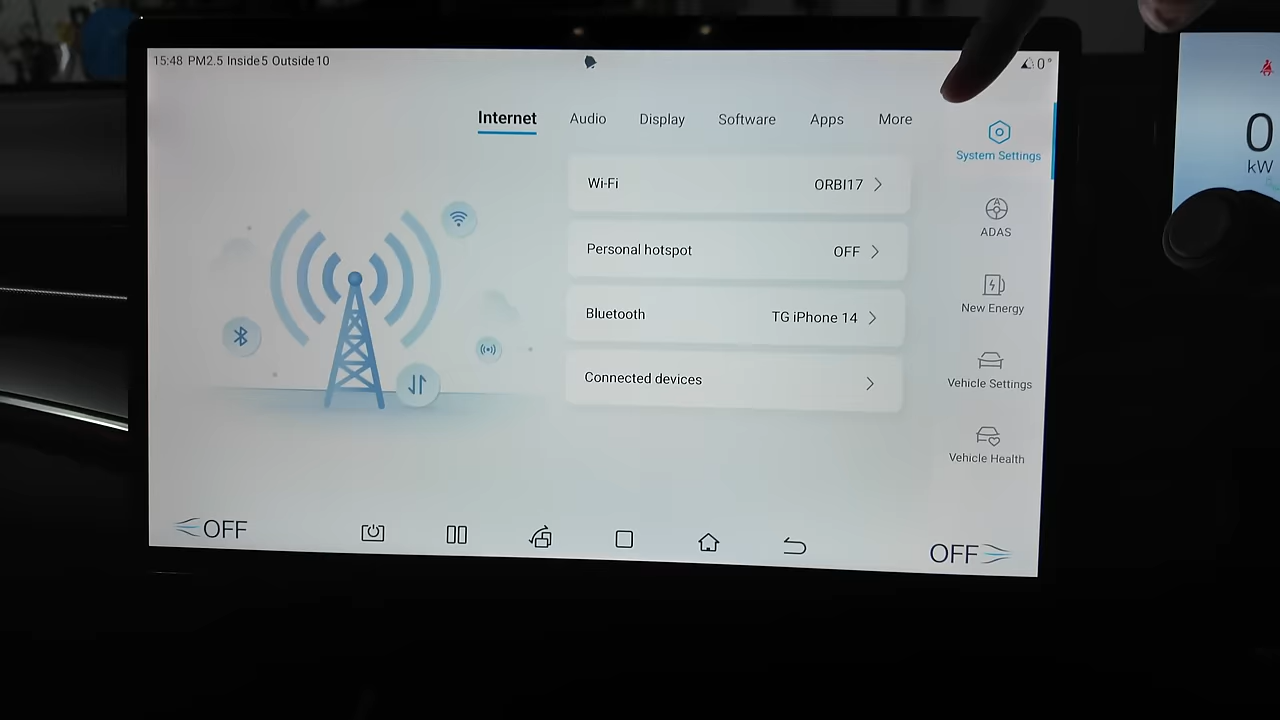 15:48 PM2.5 Inside5 Outside10
0°
Internet
Audio
Display
Software
Apps
More
Wi-Fi
ORBI17
Personal hotspot
OFF
Bluetooth
TG iPhone 14
Connected devices
System Settings
ADAS
New Energy
Vehicle Settings
Vehicle Health
OFF
OFF
0
kW